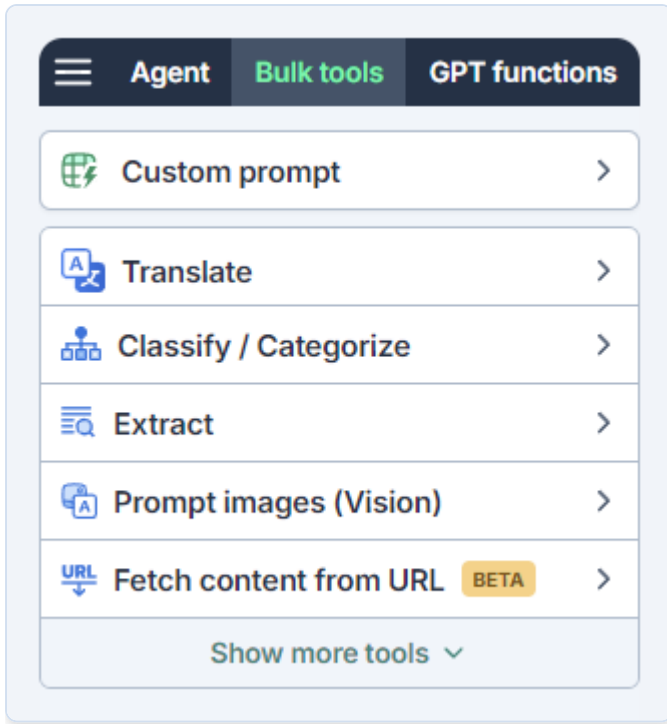 Agent Bulk tools GPT functions
Custom prompt
A
Translate
Classify / Categorize
Extract
A
Prompt images (Vision)
URL
Fetch content from URL BETA
Show more tools